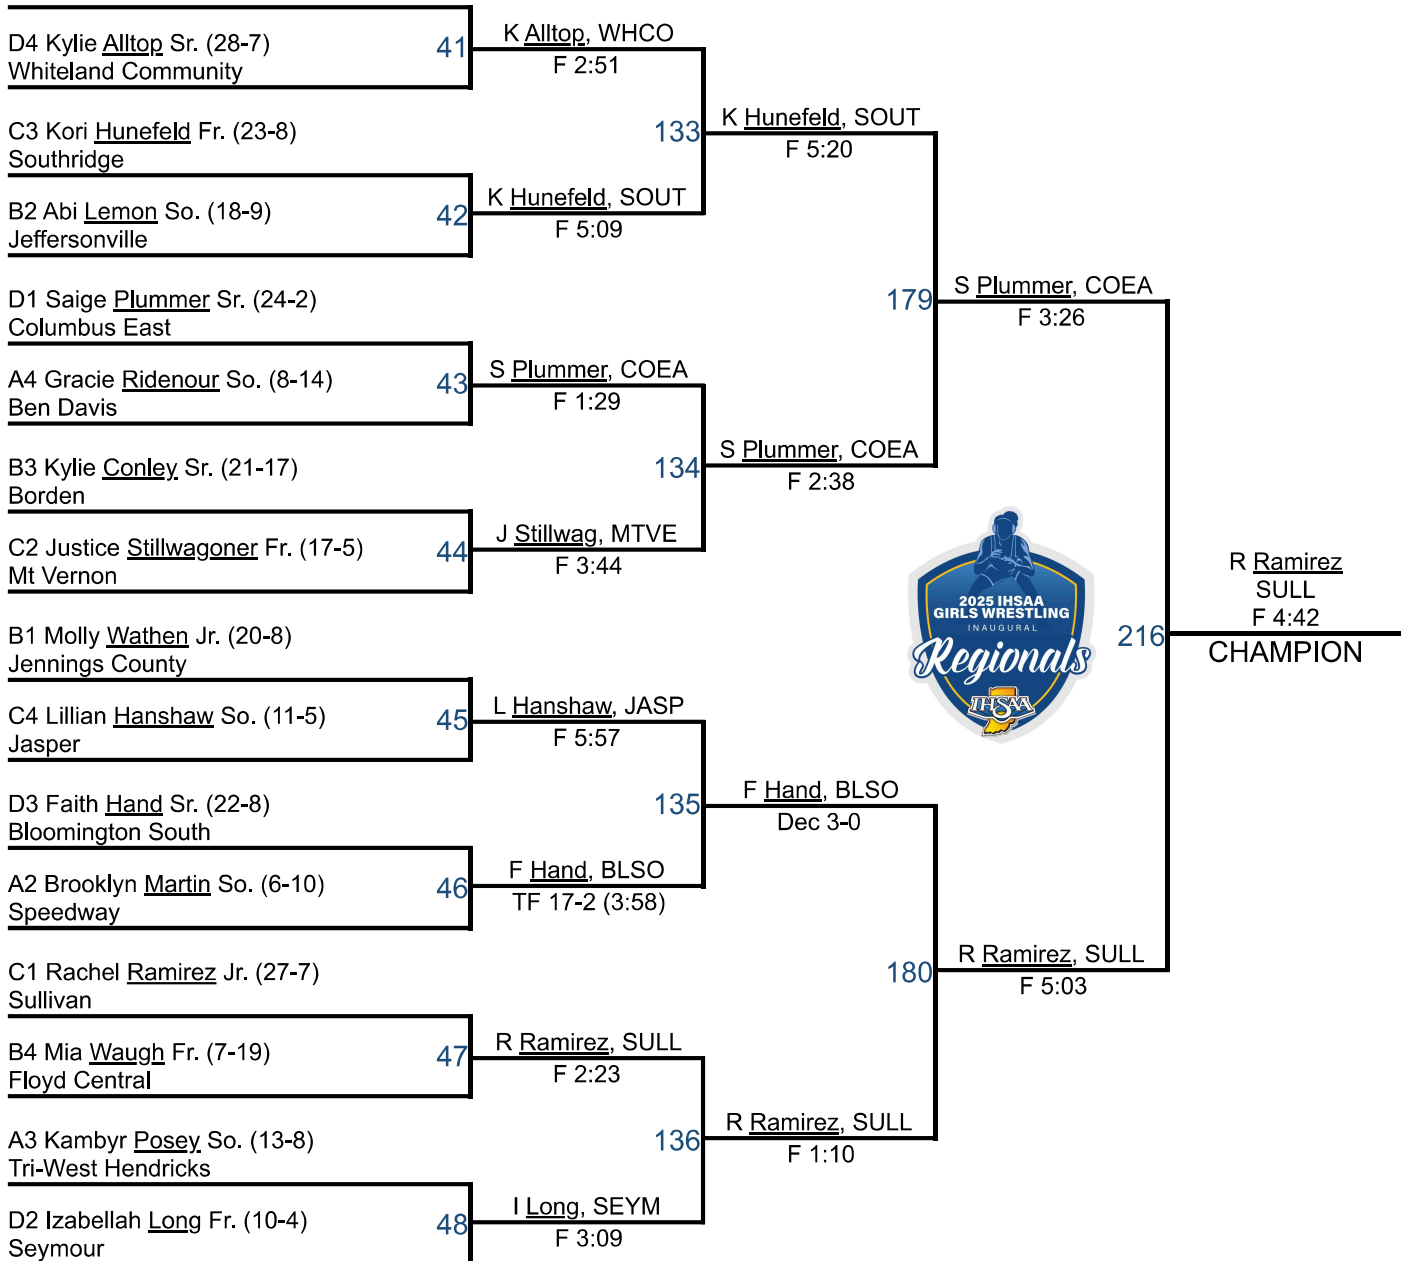 D4 Kylie Alltop Sr. (28-7)
Whiteland Community
41
K Alltop, WHCO
F 2:51
C3 Kori Hunefeld Fr. (23-8)
Southridge
133
K Hunefeld, SOUT
F 5:20
B2 Abi Lemon So. (18-9)
Jeffersonville
42
K Hunefeld, SOUT
F 5:09
D1 Saige Plummer Sr. (24-2)
Columbus East
179
S Plummer, COEA
F 3:26
A4 Gracie Ridenour So. (8-14)
Ben Davis
43
S Plummer, COEA
F 1:29
B3 Kylie Conley Sr. (21-17)
Borden
134
S Plummer, COEA
F 2:38
C2 Justice Stillwagoner Fr. (17-5)
Mt Vernon
44
J Stillwag, MTVE
F 3:44
2025 IHSAA
GIRLS WRESTLING
INAUGURAL
Regionals
IHSAA
216
R Ramirez
SULL
F 4:42
CHAMPION
B1 Molly Wathen Jr. (20-8)
Jennings County
C4 Lillian Hanshaw So. (11-5)
Jasper
45
L Hanshaw, JASP
F 5:57
D3 Faith Hand Sr. (22-8)
Bloomington South
135
F Hand, BLSO
Dec 3-0
A2 Brooklyn Martin So. (6-10)
Speedway
46
F Hand, BLSO
TF 17-2 (3:58)
C1 Rachel Ramirez Jr. (27-7)
Sullivan
180
R Ramirez, SULL
F 5:03
B4 Mia Waugh Fr. (7-19)
Floyd Central
47
R Ramirez, SULL
F 2:23
A3 Kambyr Posey So. (13-8)
Tri-West Hendricks
136
R Ramirez, SULL
F 1:10
D2 Izabellah Long Fr. (10-4)
Seymour
48
I Long, SEYM
F 3:09